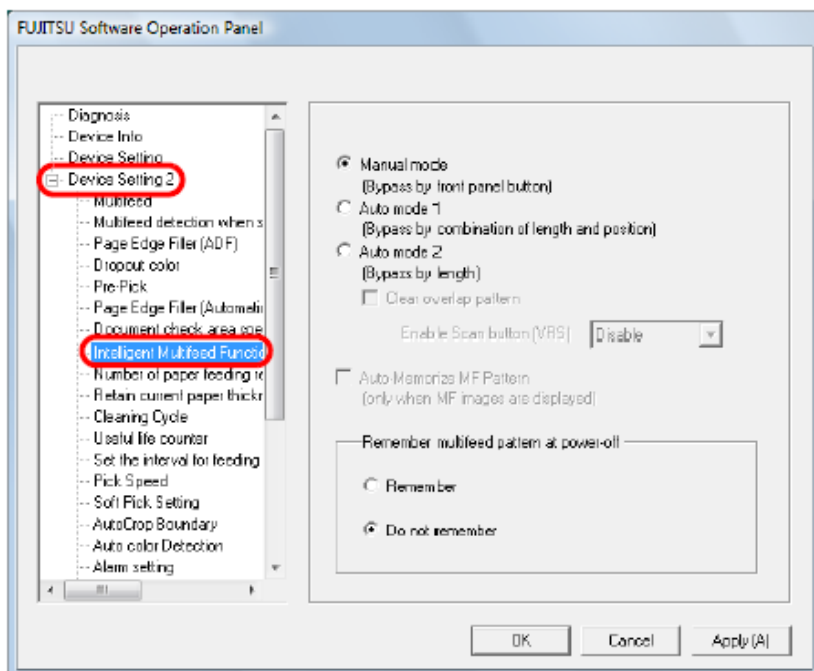 FUJITSU Software Operation Panel
Diagnosis
Device Info
Device Setting
Device Setting 2
Multifeed
Multifeed detection when s
Page Edge Filler (ADF)
Dropout color
Pre-Pick
Page Edge Filler (Automati
Document check area spe
Intelligent Multifeed Functio
Number of paper feeding re
Retain current paper thickr
Cleaning Cycle
Useful life counter
Set the interval for feeding
Pick Speed
Soft Pick Setting
AutoCrop Boundary
Auto color Detection
Alarm setting
Manual mode
(Bypass by front panel button)
Auto mode 1
(Bypass by combination of length and position)
Auto mode 2
(Bypass by length)
Clear overlap pattern
Enable Scan button (VRS)
Disable
Auto-Memorize MF Pattern
(only when MF images are displayed)
Remember multifeed pattern at power-off
Remember
Do not remember
OK
Cancel
Apply (A)